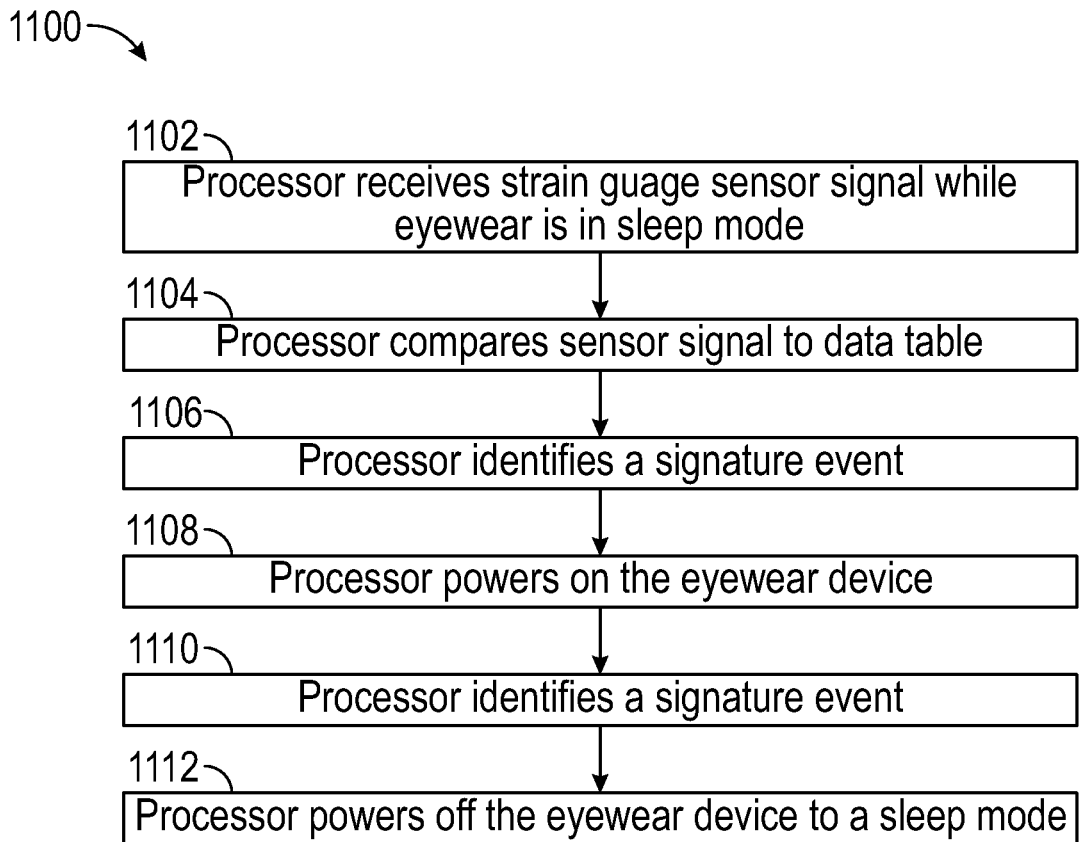 1100
1102
Processor receives strain guage sensor signal while
eyewear is in sleep mode
1104
Processor compares sensor signal to data table
1106
Processor identifies a signature event
1108
Processor powers on the eyewear device
1110
Processor identifies a signature event
1112
Processor powers off the eyewear device to a sleep mode